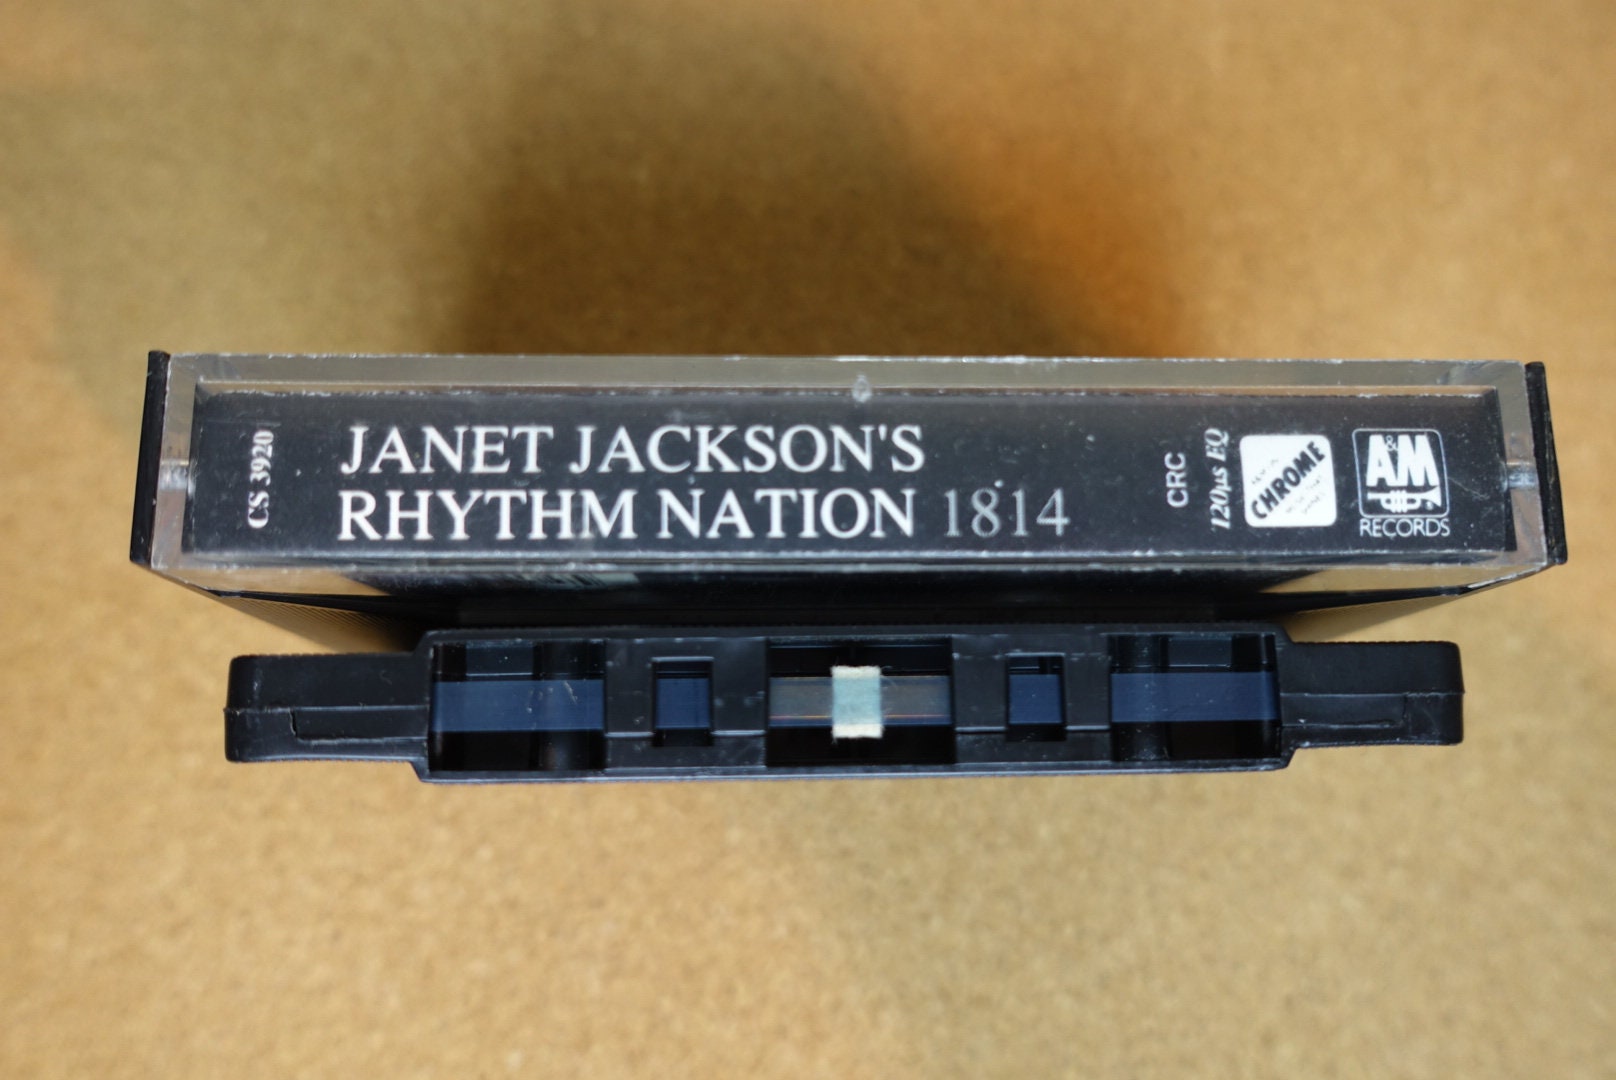 CS 3920
JANET JACKSON'S
RHYTHM NATION 1814
CRC
120µs EQ
CHROME
A&M
RECORDS